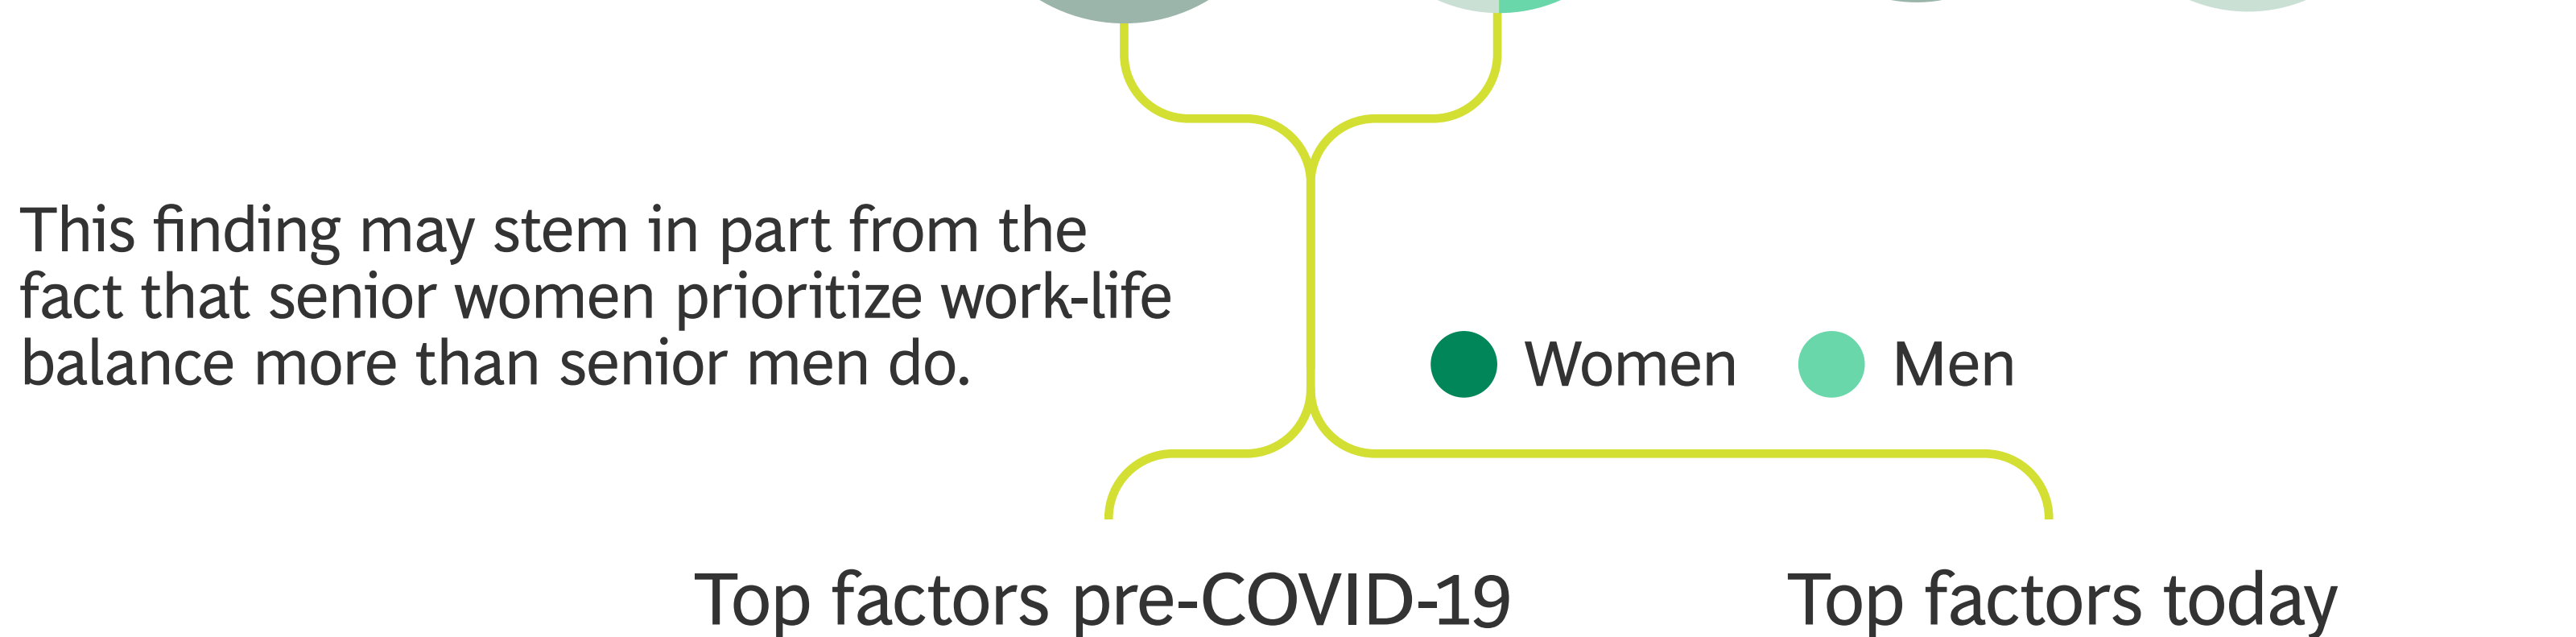 This finding may stem in part from the
fact that senior women prioritize work-life
balance more than senior men do.
Women
Men
Top factors pre-COVID-19
Top factors today